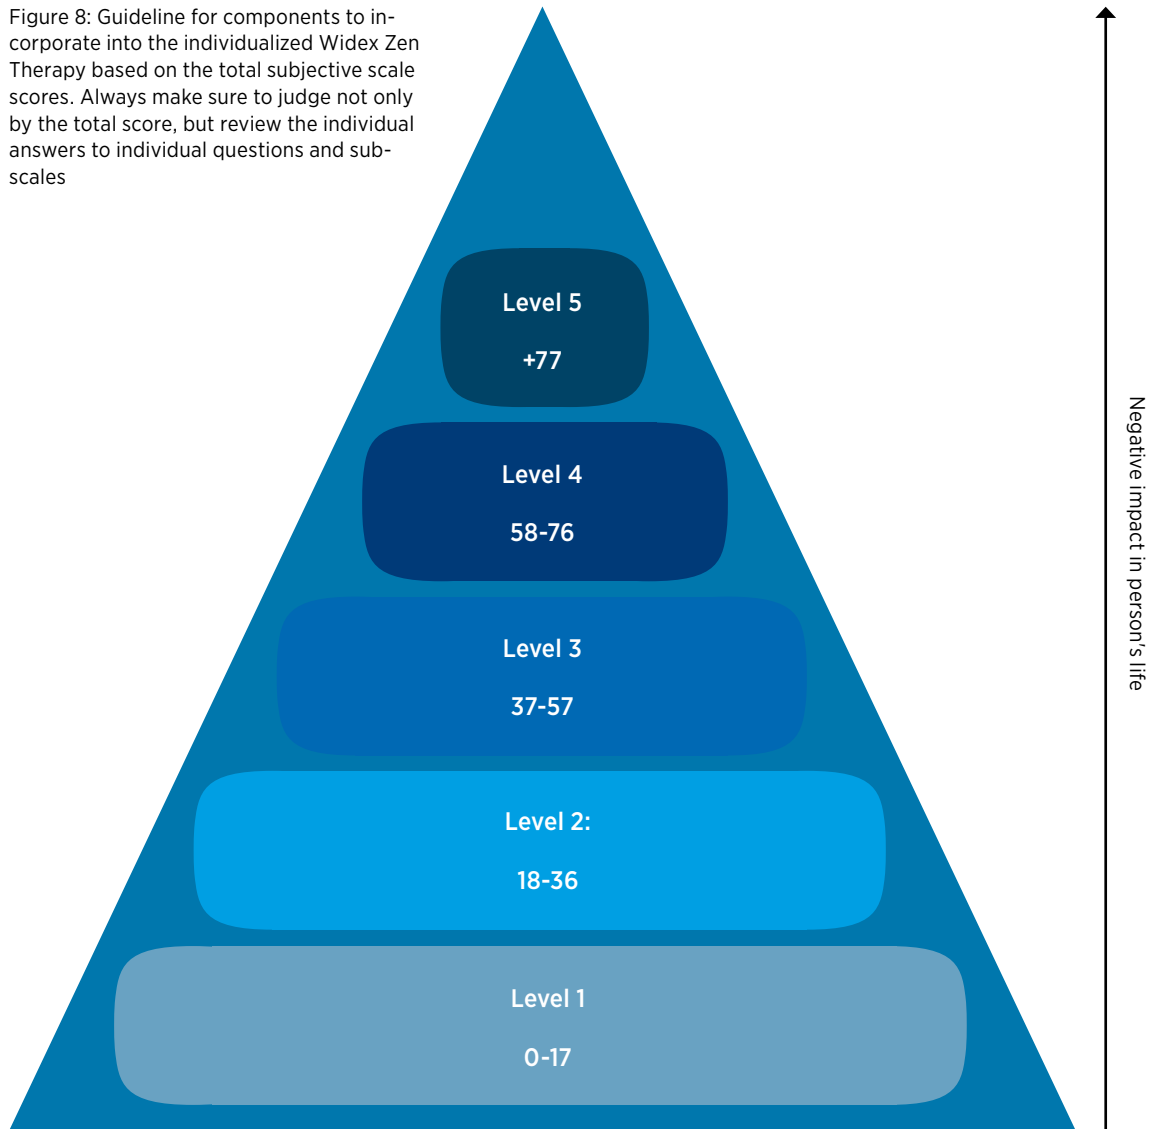 Figure 8: Guideline for components to in-
corporate into the individualized Widex Zen
Therapy based on the total subjective scale
scores. Always make sure to judge not only
by the total score, but review the individual
answers to individual questions and sub-
scales
Level 5
+77
Level 4
58-76
Level 3
37-57
Level 2:
18-36
Level 1
0-17
Negative impact in person's life